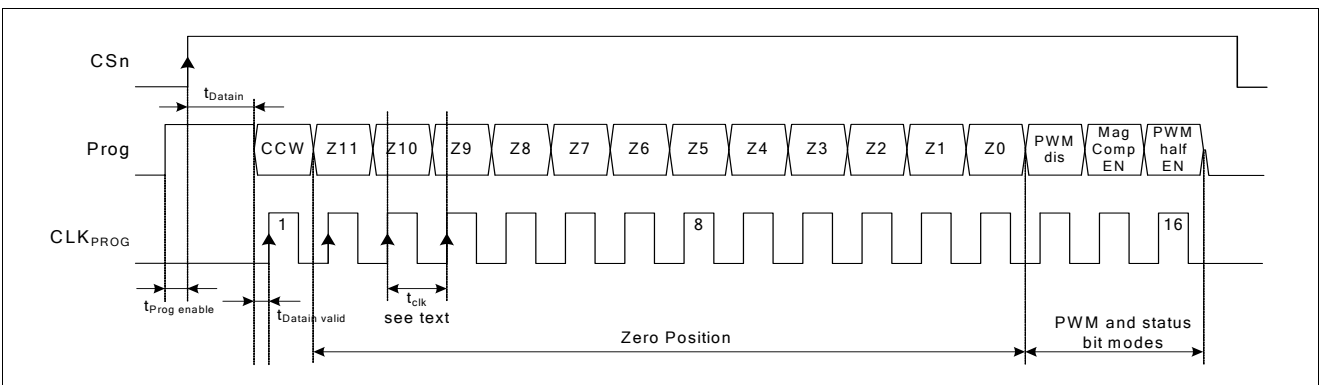 CSn
tDatain
Prog
CCW Z11 Z10 Z9 Z8 Z7 Z6 Z5 Z4 Z3 Z2 Z1 Z0 PWM dis Mag Comp EN PWM half EN
CLKPROG
1 8 16
tProg enable
tDatain valid
tclk
see text
Zero Position
PWM and status
bit modes